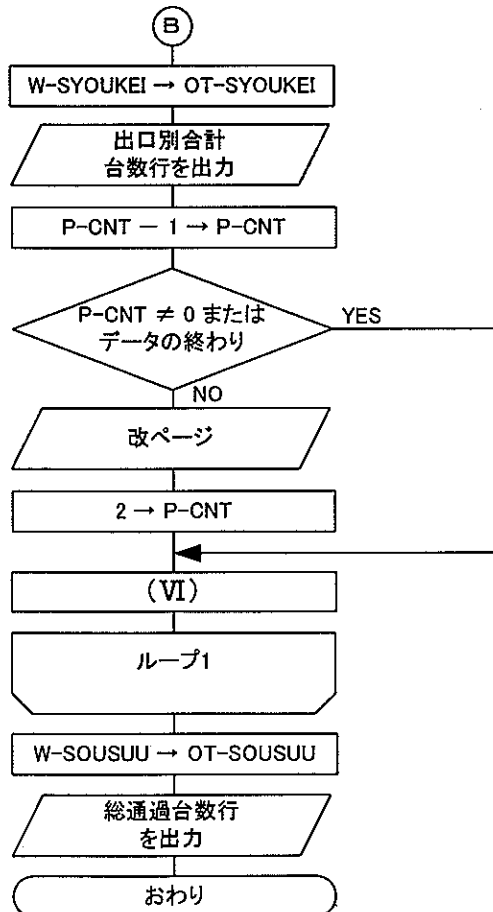 B
W-SYOUKEI → OT-SYOUKEI
出口別合計
台数行を出力
P-CNT － 1 → P-CNT
P-CNT ≠ 0 または
データの終わり
YES
NO
改ページ
2 → P-CNT
(Ⅵ)
ループ1
W-SOUSUU → OT-SOUSUU
総通過台数行
を出力
おわり